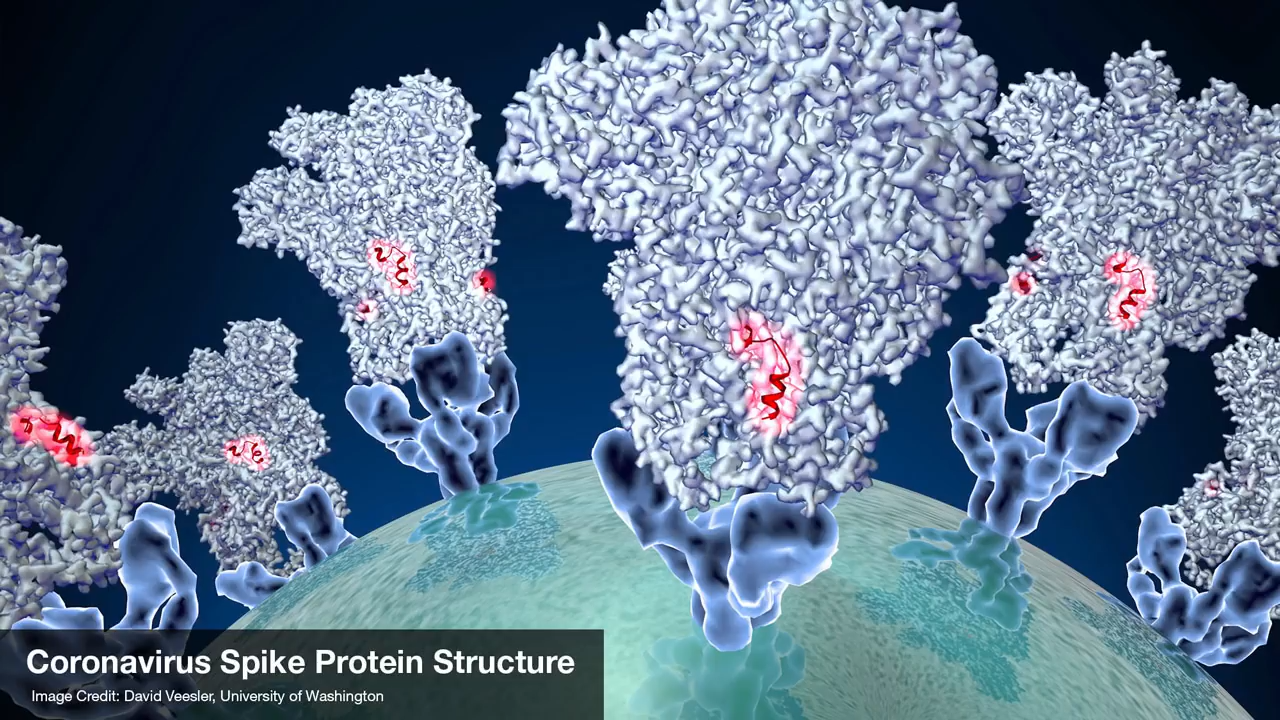 Coronavirus Spike Protein Structure
Image Credit: David Veesler, University of Washington